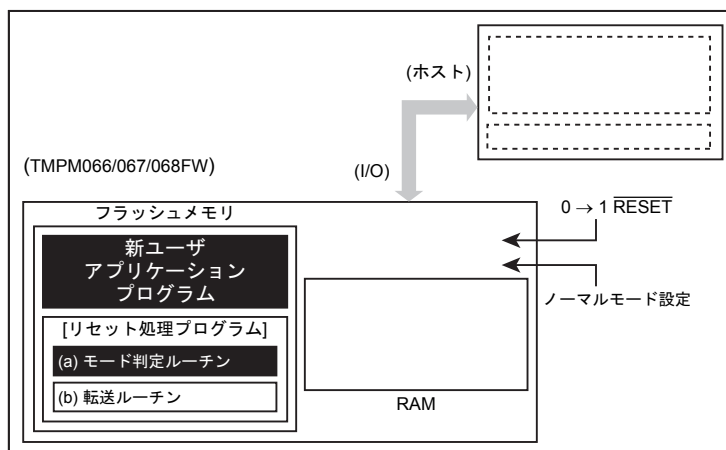 (ホスト)
(TMPM066/067/068FW)
(I/O)
フラッシュメモリ
0 → 1 RESET
新ユーザ
アプリケーション
プログラム
ノーマルモード設定
[リセット処理プログラム]
(a) モード判定ルーチン
(b) 転送ルーチン
RAM